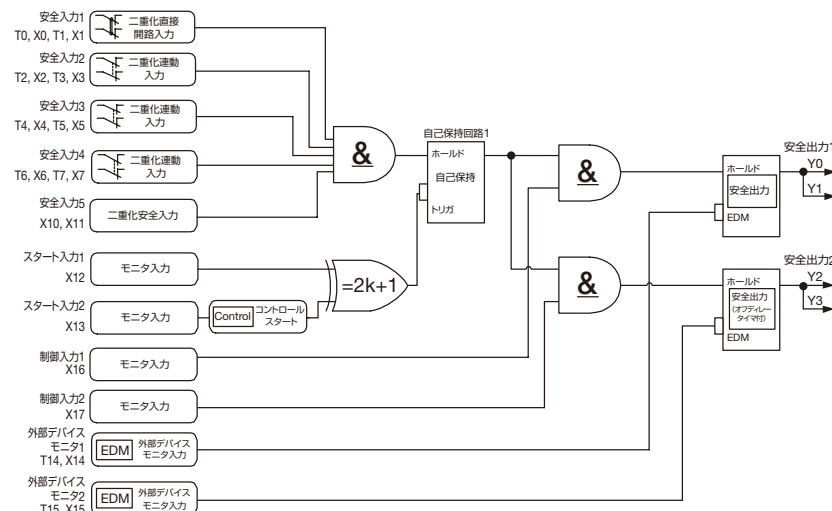 安全入力1
T0, X0, T1, X1
二重化直接
開路入力
安全入力2
T2, X2, T3, X3
二重化連動
入力
安全入力3
T4, X4, T5, X5
二重化連動
入力
安全入力4
T6, X6, T7, X7
二重化連動
入力
安全入力5
X10, X11
二重化安全入力
スタート入力1
X12
モニタ入力
スタート入力2
X13
モニタ入力
Control
コントロール
スタート
制御入力1
X16
モニタ入力
制御入力2
X17
モニタ入力
外部デバイス
モニタ1
T14, X14
EDM
外部デバイス
モニタ入力
外部デバイス
モニタ2
T15, X15
EDM
外部デバイス
モニタ入力
&
=2k+1
自己保持回路1
ホールド
自己保持
トリガ
&
&
安全出力1
ホールド
安全出力
EDM
Y0
Y1
安全出力2
ホールド
安全出力
(オフディレー
タイマ付)
EDM
Y2
Y3